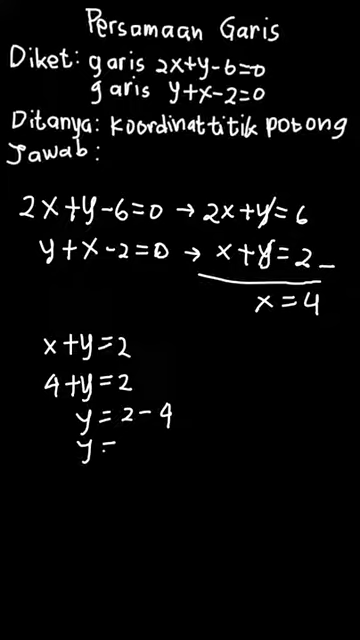 Persamaan Garis
Diket: garis 2x+y-6=0
garis y+x-2=0
Ditanya: Koordinat titik potong
Jawab:
2x+y-6=0 → 2x+y=6
y+x-2=0 → x+y=2 -
x=4
x+y=2
4+y=2
y=2-4
y=